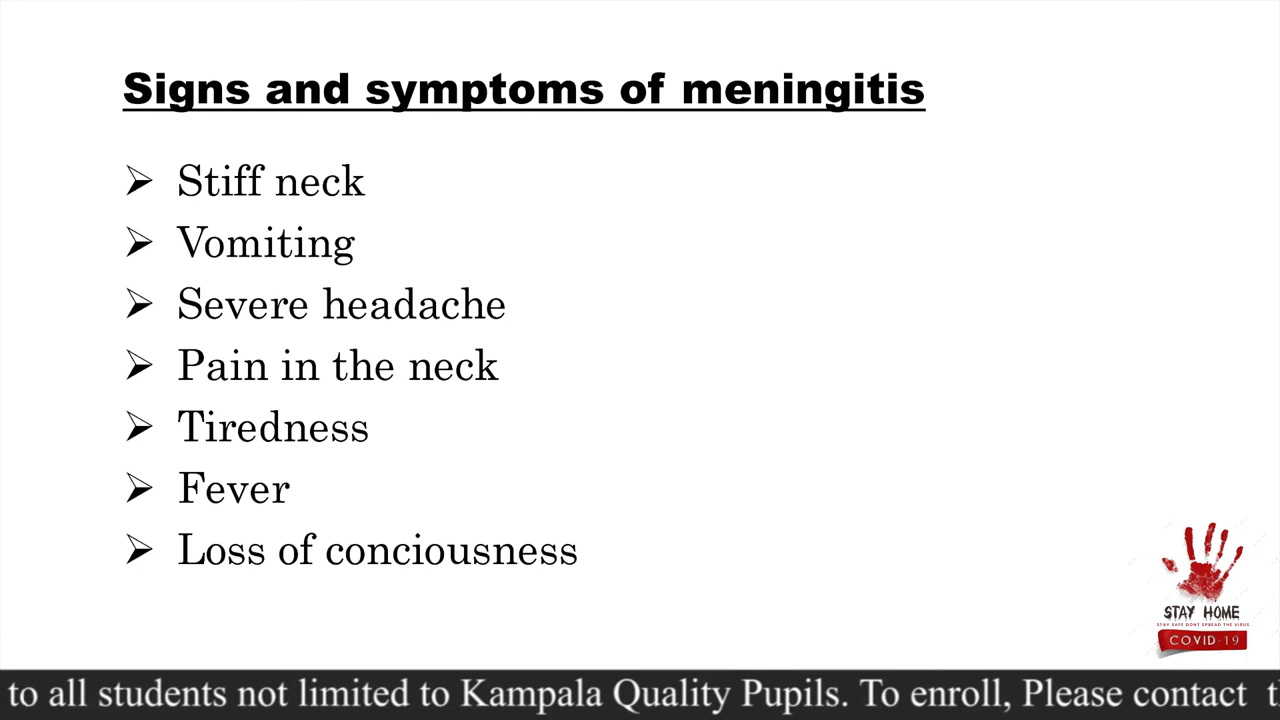 Signs and symptoms of meningitis
➢ Stiff neck
➢ Vomiting
➢ Severe headache
➢ Pain in the neck
➢ Tiredness
➢ Fever
➢ Loss of conciousness
STAY HOME
STAY SAFE DONT SPREAD THE VIRUS
COVID-19
to all students not limited to Kampala Quality Pupils. To enroll, Please contact